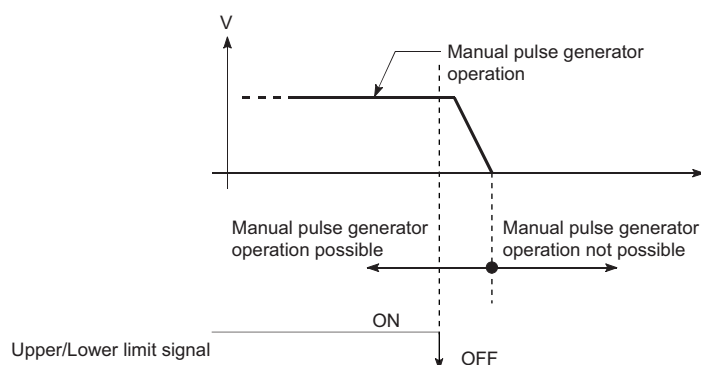 V
Manual pulse generator
operation
Manual pulse generator
operation possible
Manual pulse generator
operation not possible
ON
Upper/Lower limit signal
OFF